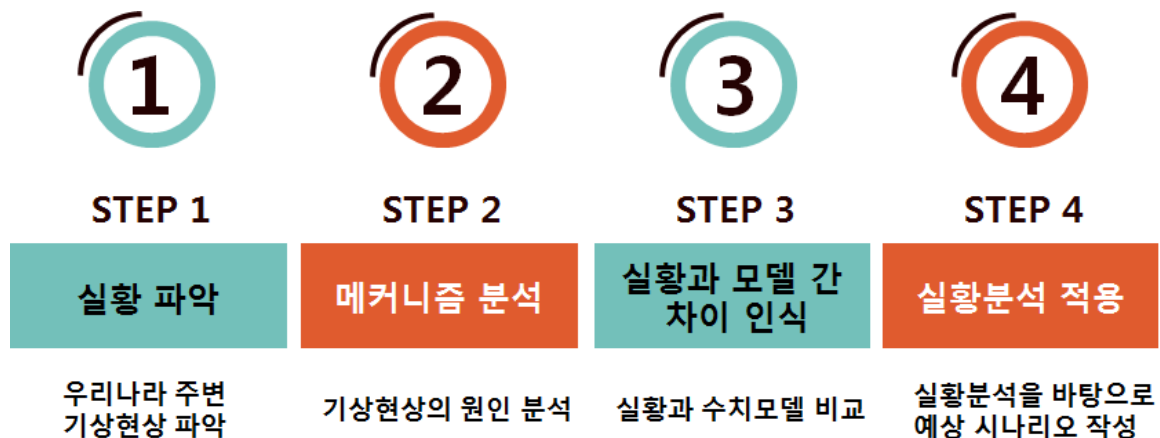 1
2
3
4
STEP 1
STEP 2
STEP 3
STEP 4
실황 파악
메커니즘 분석
실황과 모델 간
차이 인식
실황분석 적용
우리나라 주변
기상현상 파악
기상현상의 원인 분석
실황과 수치모델 비교
실황분석을 바탕으로
예상 시나리오 작성